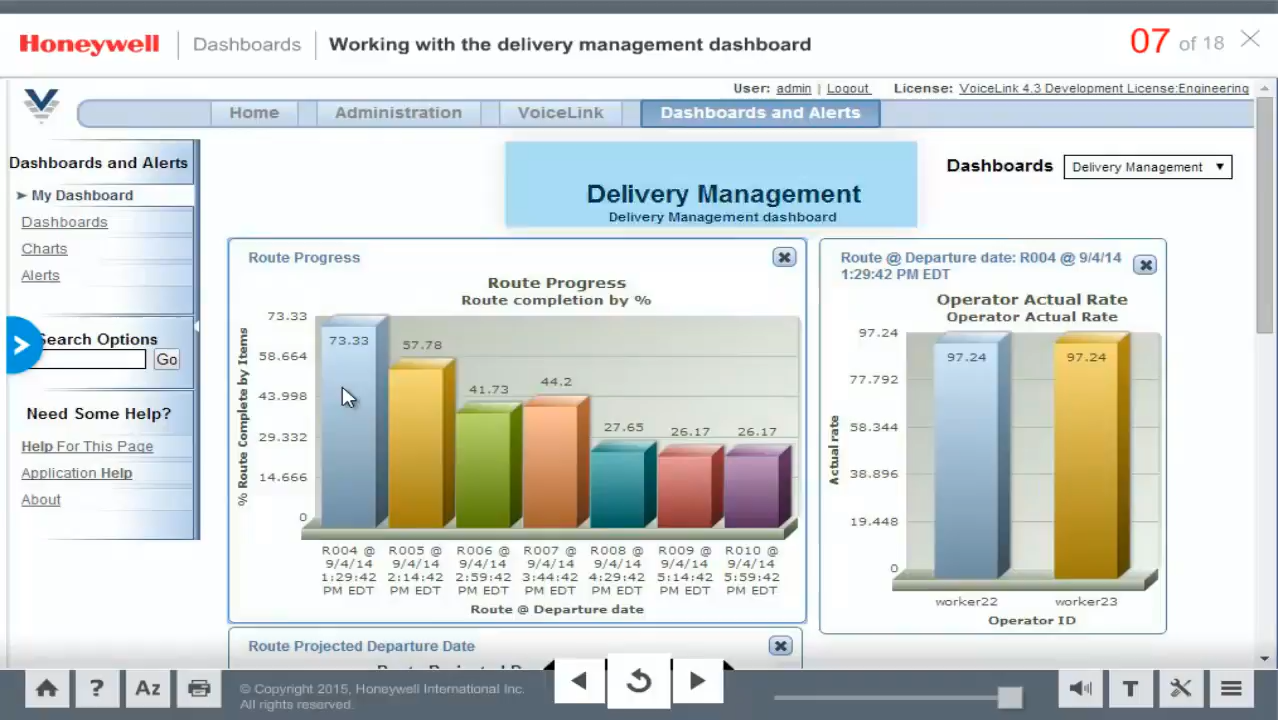 Honeywell
Dashboards
Working with the delivery management dashboard
07 of 18
User: admin | Logout License: VoiceLink 4.3 Development License:Engineering
Home
Administration
VoiceLink
Dashboards and Alerts
Dashboards and Alerts
► My Dashboard
Dashboards
Charts
Alerts
Search Options
Go
Need Some Help?
Help For This Page
Application Help
About
Delivery Management
Delivery Management dashboard
Dashboards
Delivery Management ▼
Route Progress
Route Progress
Route completion by %
% Route Complete by Items
73.33
58.664
43.998
29.332
14.666
0
73.33
57.78
41.73
44.2
27.65
26.17
26.17
R004 @ 9/4/14 1:29:42 PM EDT
R005 @ 9/4/14 2:14:42 PM EDT
R006 @ 9/4/14 2:59:42 PM EDT
R007 @ 9/4/14 3:44:42 PM EDT
R008 @ 9/4/14 4:29:42 PM EDT
R009 @ 9/4/14 5:14:42 PM EDT
R010 @ 9/4/14 5:59:42 PM EDT
Route @ Departure date
Route @ Departure date: R004 @ 9/4/14
1:29:42 PM EDT
Operator Actual Rate
Operator Actual Rate
Actual rate
97.24
77.792
58.344
38.896
19.448
0
97.24
97.24
worker22
worker23
Operator ID
Route Projected Departure Date
? Az
© Copyright 2015, Honeywell International Inc.
All rights reserved.
T